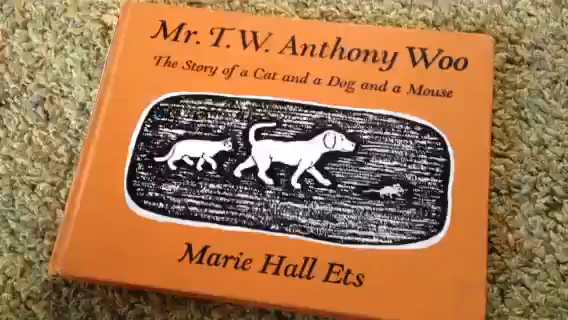 Mr. T.W. Anthony Woo
The Story of a Cat and a Dog and a Mouse
Marie Hall Ets